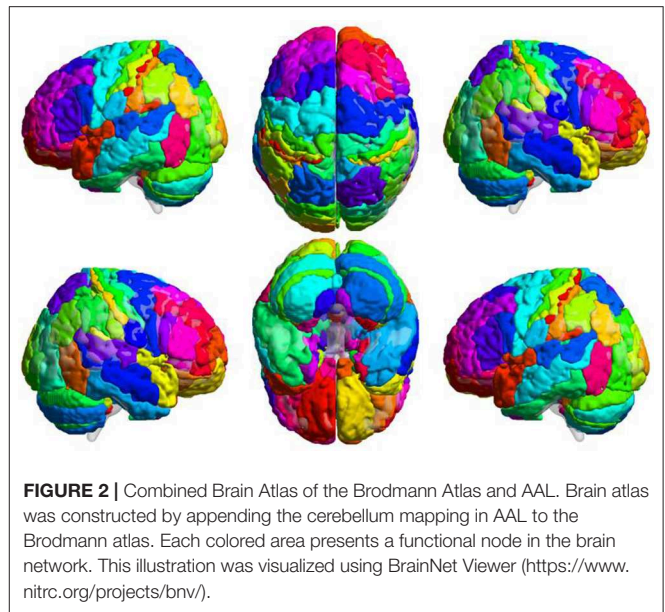 FIGURE 2 | Combined Brain Atlas of the Brodmann Atlas and AAL. Brain atlas
was constructed by appending the cerebellum mapping in AAL to the
Brodmann atlas. Each colored area presents a functional node in the brain
network. This illustration was visualized using BrainNet Viewer (https://www.
nitrc.org/projects/bnv/).